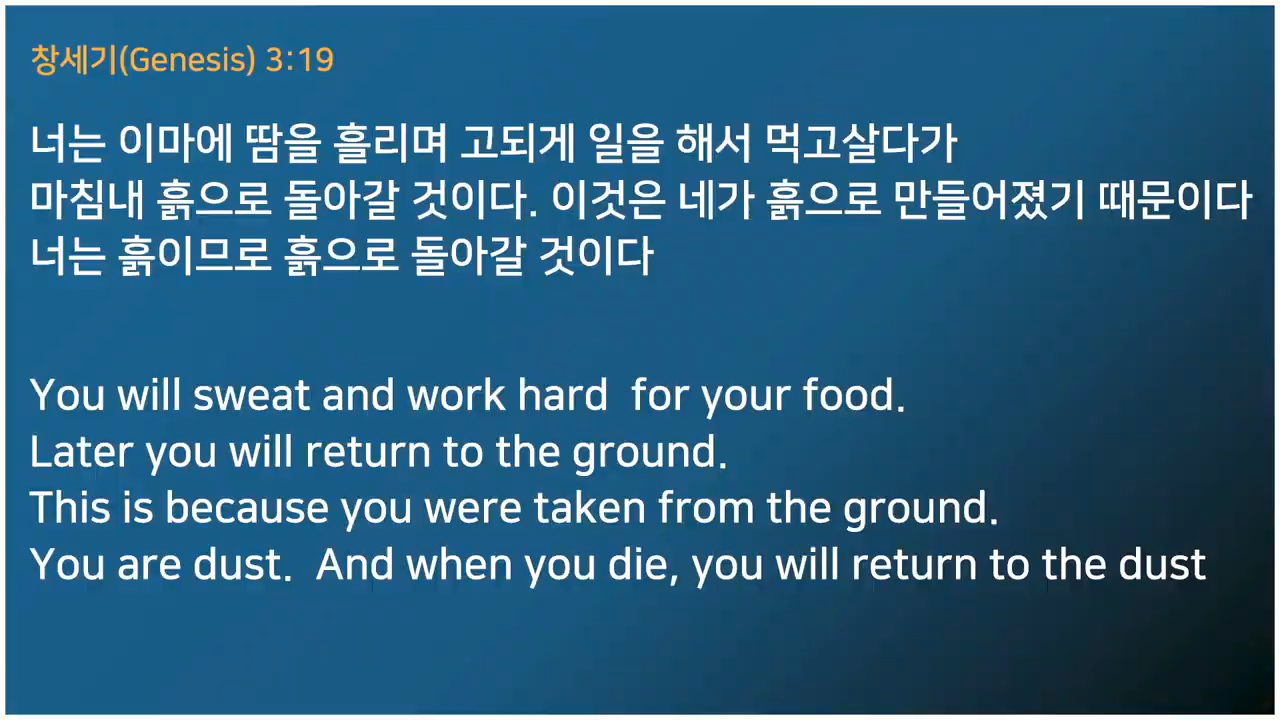 창세기(Genesis) 3:19
너는 이마에 땀을 흘리며 고되게 일을 해서 먹고살다가
마침내 흙으로 돌아갈 것이다. 이것은 네가 흙으로 만들어졌기 때문이다
너는 흙이므로 흙으로 돌아갈 것이다
You will sweat and work hard  for your food.
Later you will return to the ground.
This is because you were taken from the ground.
You are dust.  And when you die, you will return to the dust